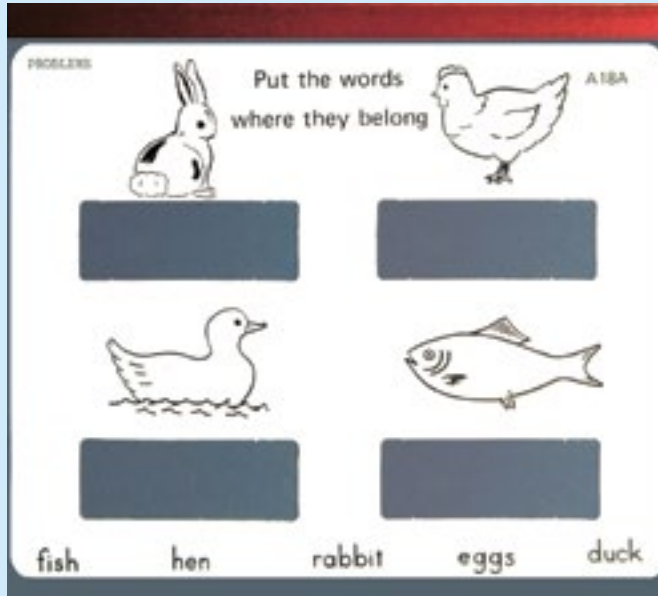 PROBLEMS
Put the words
A18A
where they belong
fish hen rabbit eggs duck